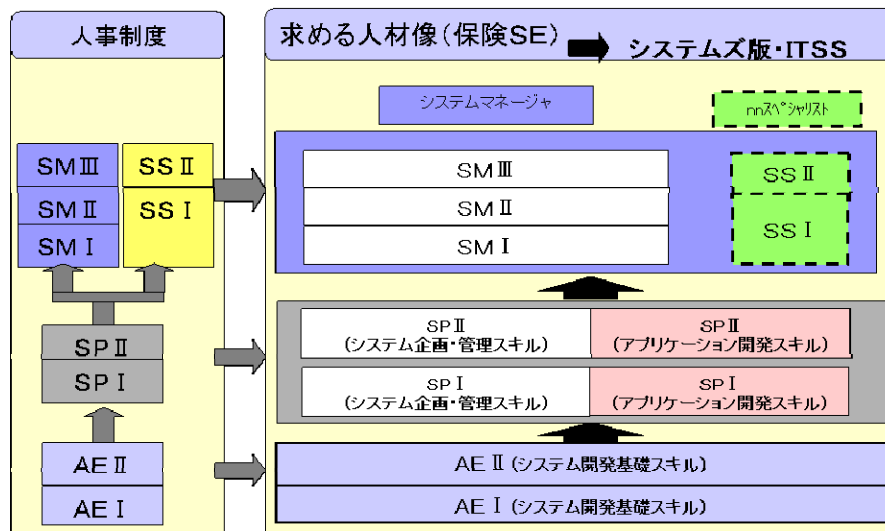 人事制度
SMⅢ
SSⅡ
SMⅡ
SSⅠ
SMⅠ
SPⅡ
SPⅠ
AEⅡ
AEⅠ
求める人材像(保険SE)
システムズ版・ITSS
システムマネージャ
nnスペシャリスト
SMⅢ
SMⅡ
SMⅠ
SSⅡ
SSⅠ
SPⅡ
(システム企画・管理スキル)
SPⅡ
(アプリケーション開発スキル)
SPⅠ
(システム企画・管理スキル)
SPⅠ
(アプリケーション開発スキル)
AEⅡ(システム開発基礎スキル)
AEⅠ(システム開発基礎スキル)